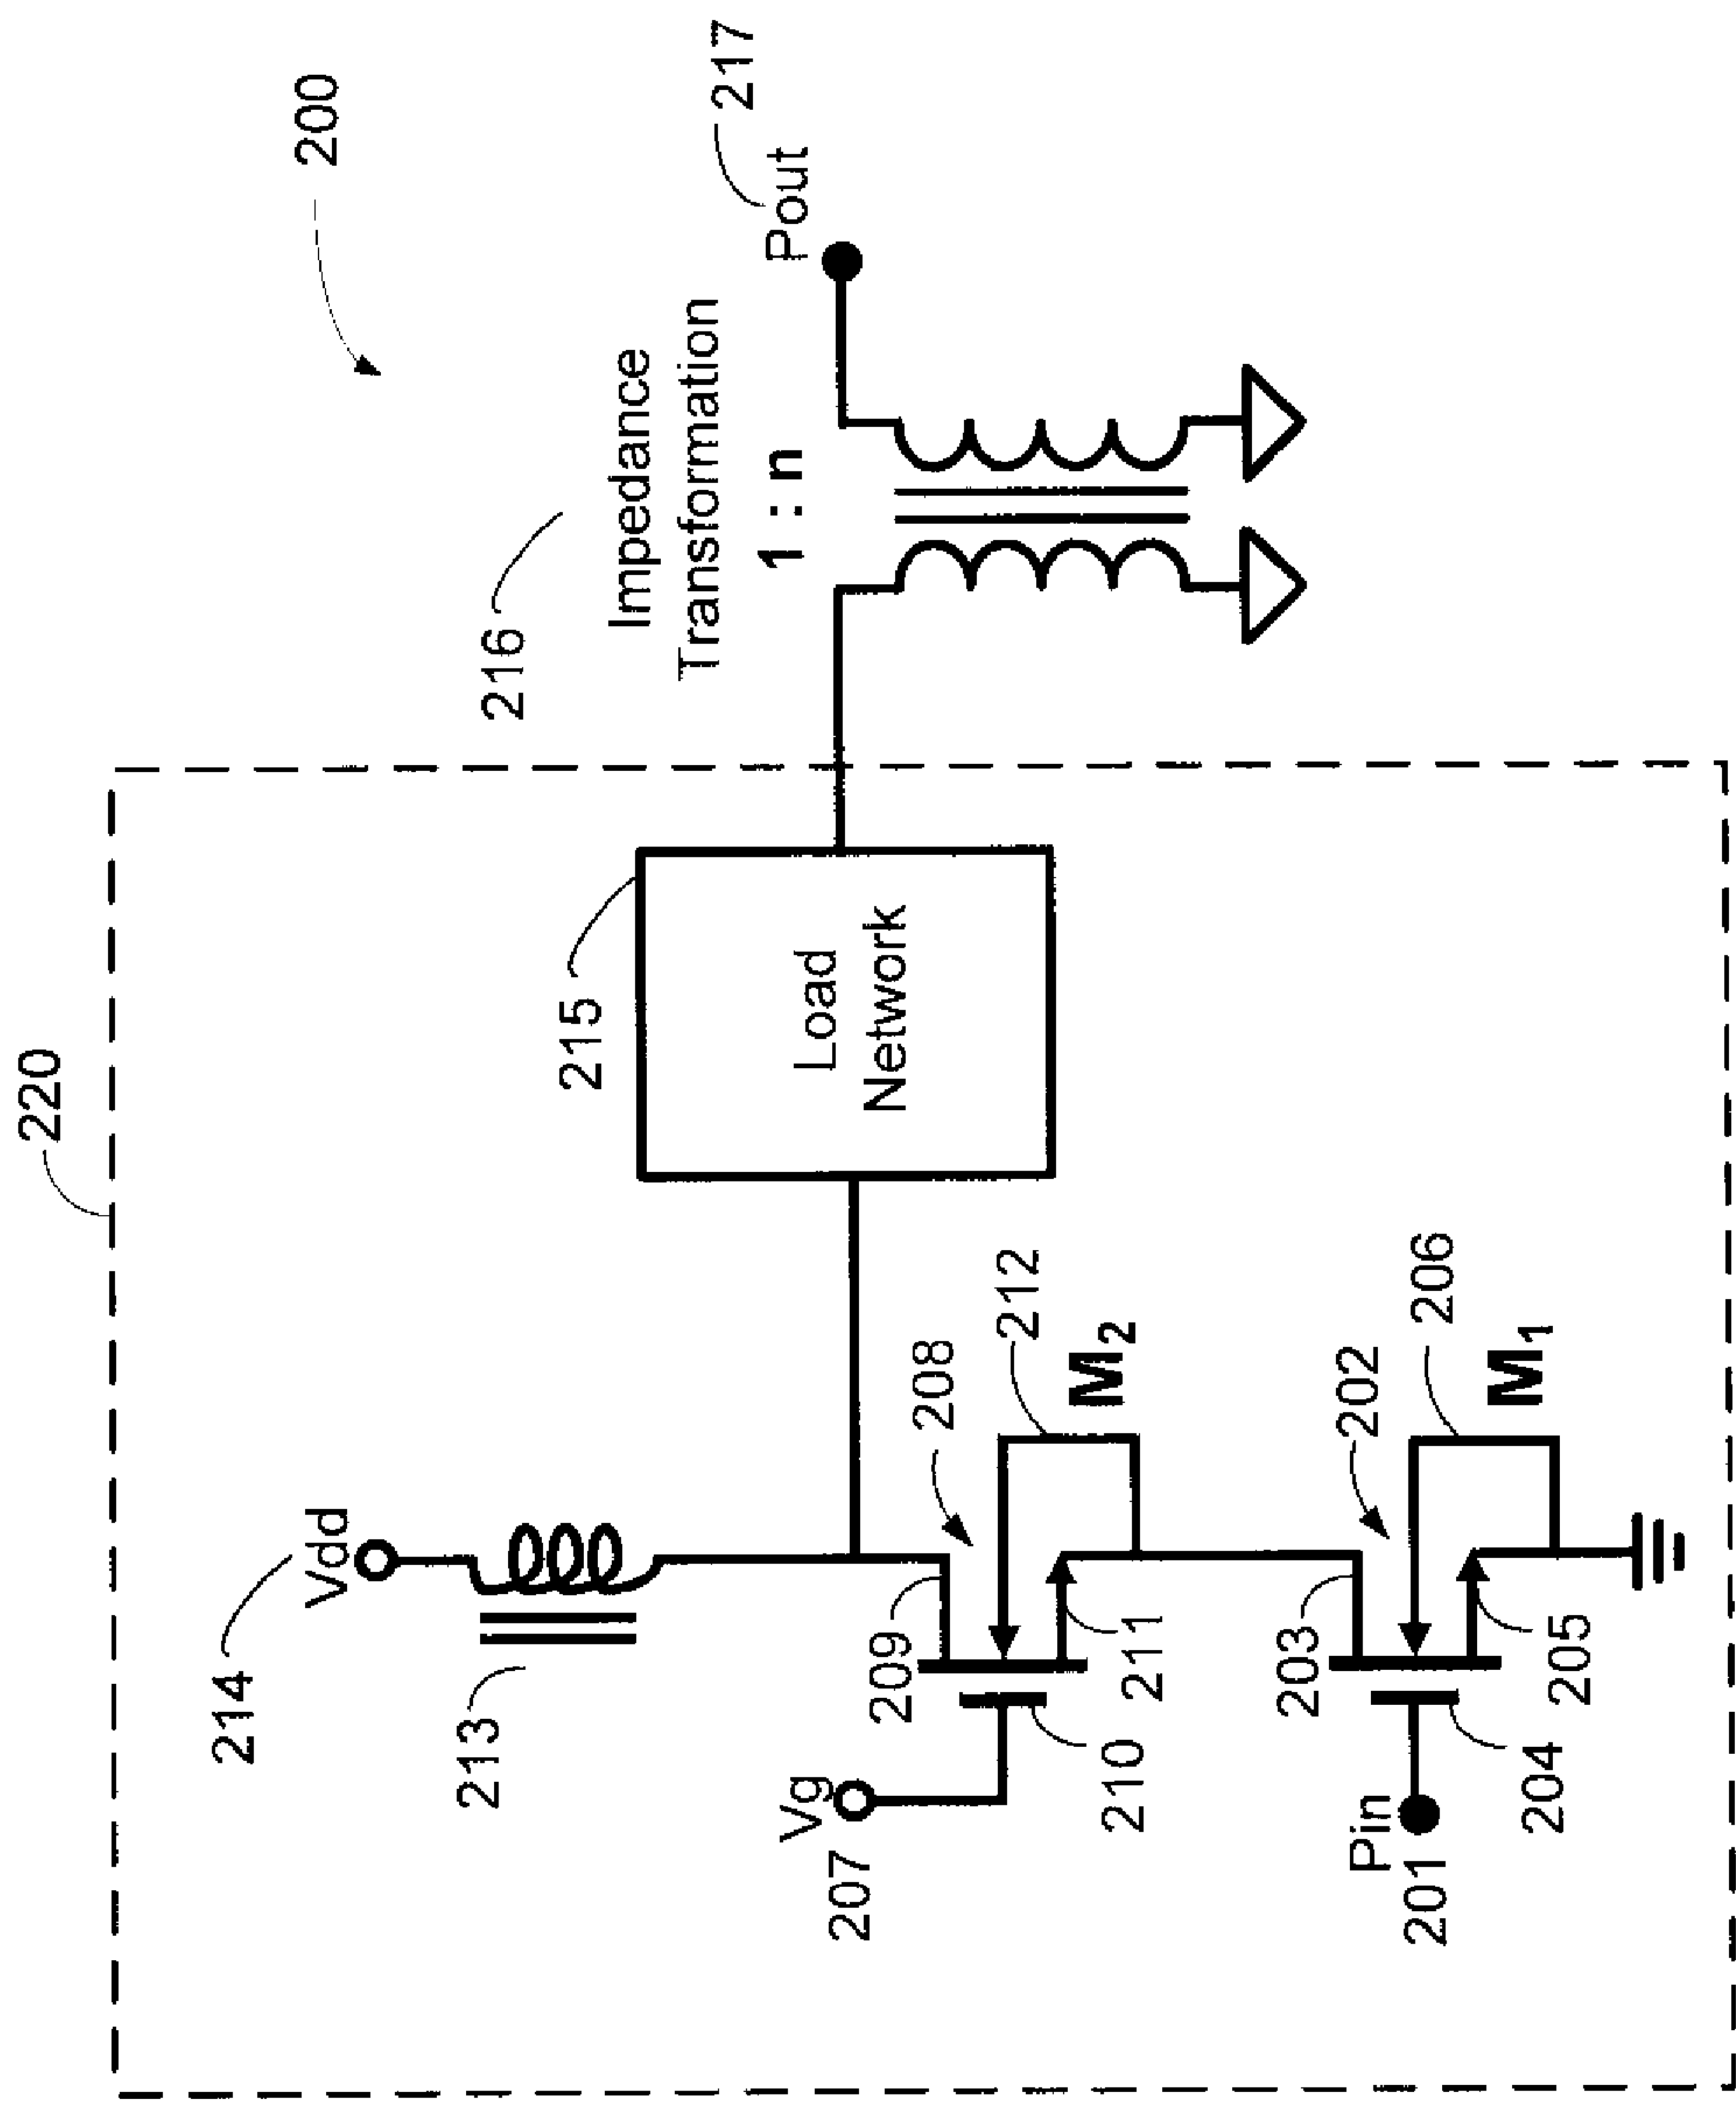 220
200
214
Vdd
213
215
Load
Network
216
Impedance
Transformation
1 : n
Pout
217
Vg
207
209
208
210
211
212
M2
Pin
201
203
202
204
205
206
M1